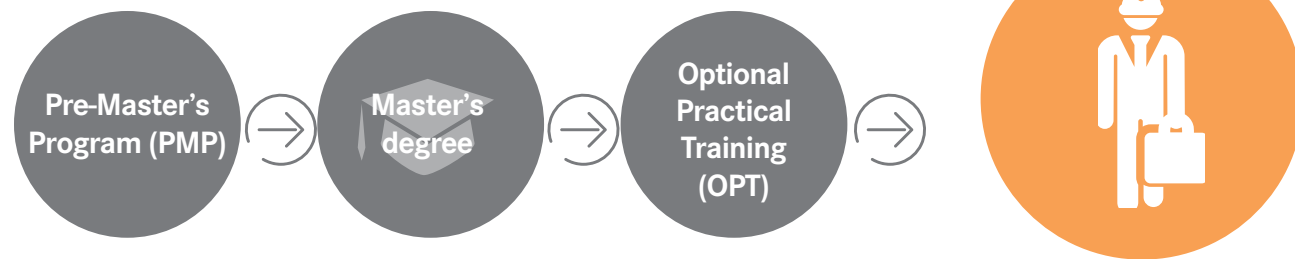 Pre-Master's
Program (PMP)
Master's
degree
Optional
Practical
Training
(OPT)